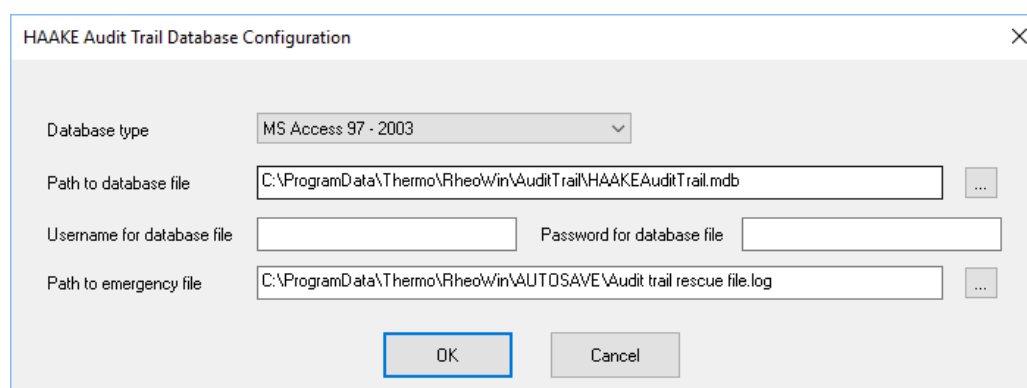 HAAKE Audit Trail Database Configuration
Database type MS Access 97 - 2003
Path to database file C:\ProgramData\Thermo\RheoWin\AuditTrail\HAAKEAuditTrail.mdb ...
Username for database file Password for database file
Path to emergency file C:\ProgramData\Thermo\RheoWin\AUTOSAVE\Audit trail rescue file.log ...
OK Cancel